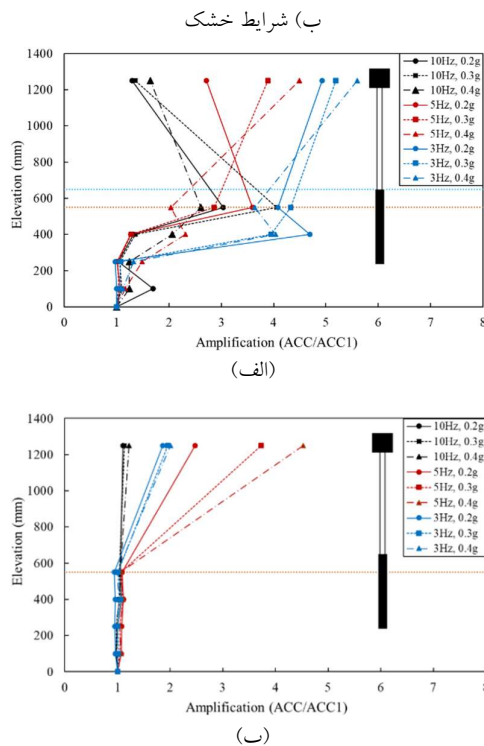 ب) شرایط خشک
1400
1200
1000
800
600
400
200
0
Elevation (mm)
0 1 2 3 4 5 6 7 8
Amplification (ACC/ACC1)
10Hz, 0.2g
10Hz, 0.3g
10Hz, 0.4g
5Hz, 0.2g
5Hz, 0.3g
5Hz, 0.4g
3Hz, 0.2g
3Hz, 0.3g
3Hz, 0.4g
(الف)
1400
1200
1000
800
600
400
200
0
Elevation (mm)
0 1 2 3 4 5 6 7 8
Amplification (ACC/ACC1)
10Hz, 0.2g
10Hz, 0.3g
10Hz, 0.4g
5Hz, 0.2g
5Hz, 0.3g
5Hz, 0.4g
3Hz, 0.2g
3Hz, 0.3g
3Hz, 0.4g
(ب)